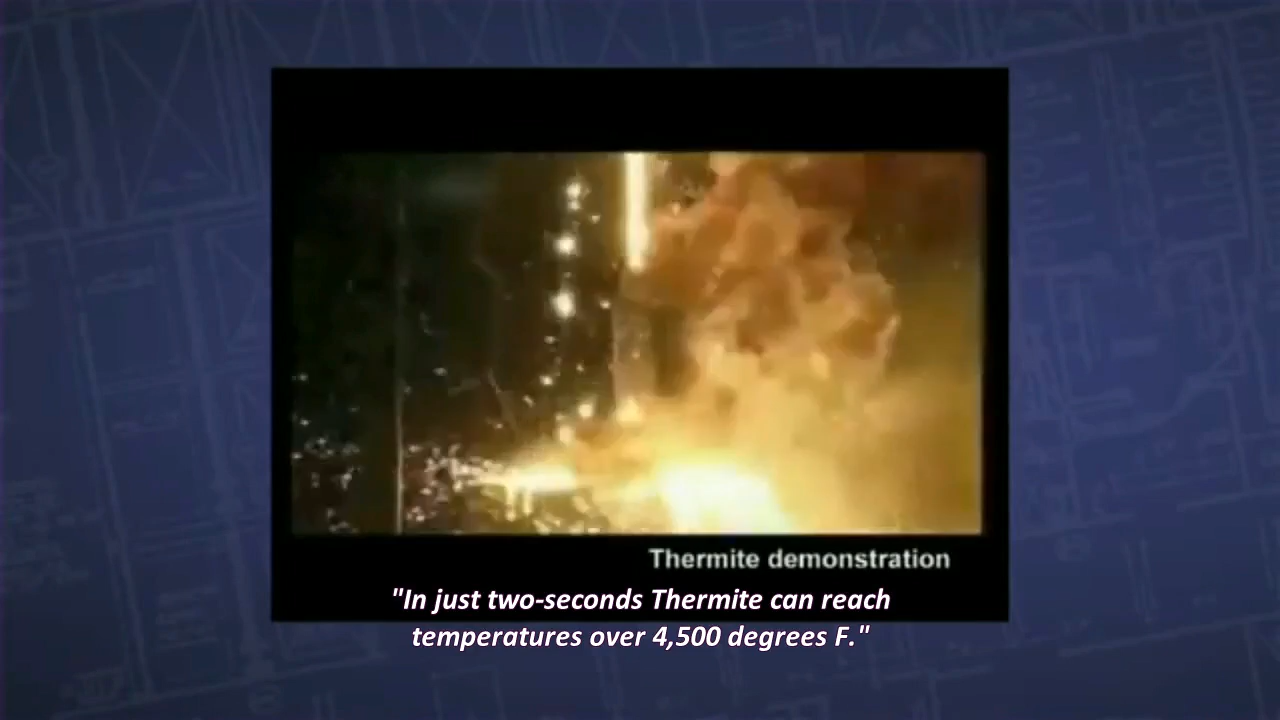 Thermite demonstration
"In just two-seconds Thermite can reach
temperatures over 4,500 degrees F."